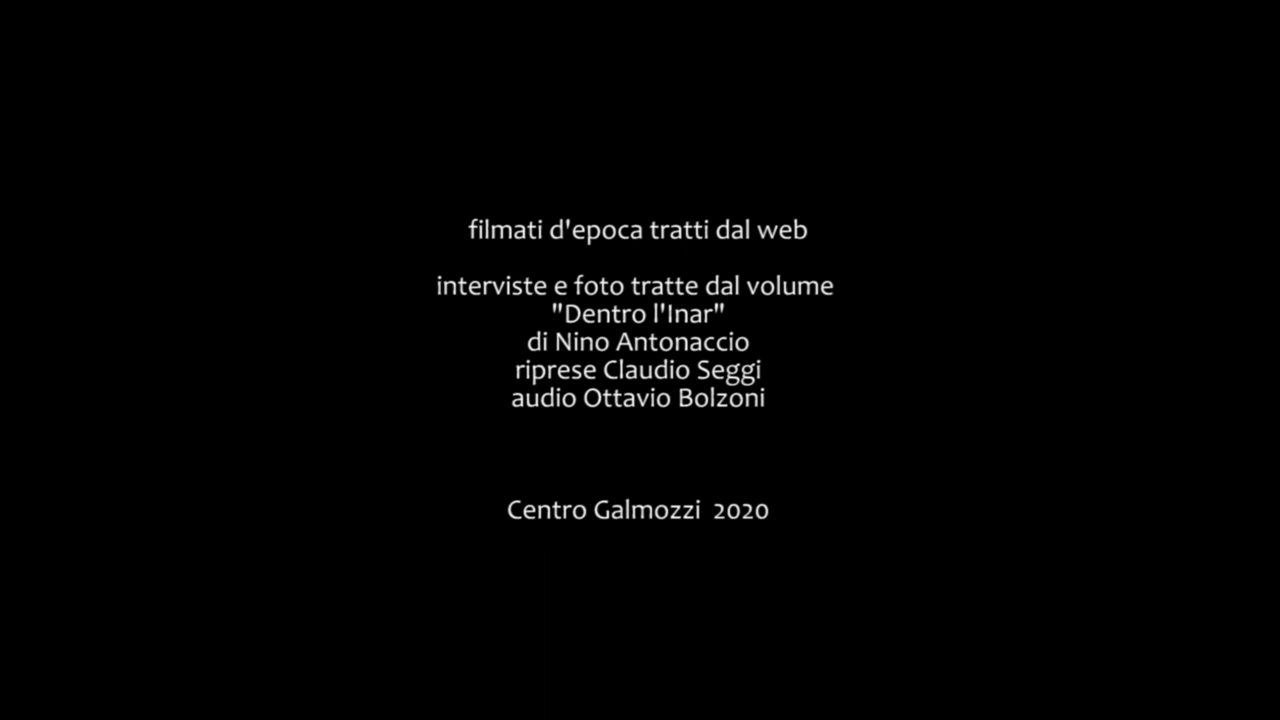 filmati d'epoca tratti dal web
interviste e foto tratte dal volume
"Dentro l'Inar"
di Nino Antonaccio
riprese Claudio Seggi
audio Ottavio Bolzoni
Centro Galmozzi  2020